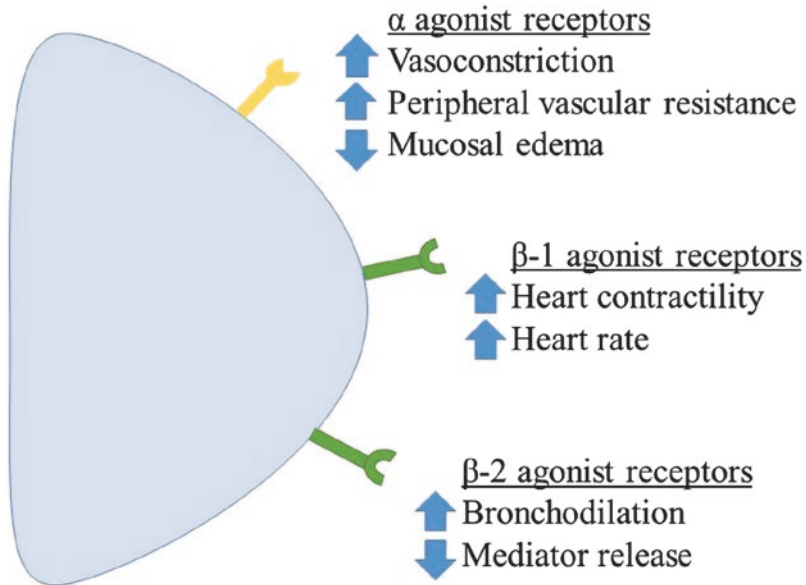 α agonist receptors
Vasoconstriction
Peripheral vascular resistance
Mucosal edema
β-1 agonist receptors
Heart contractility
Heart rate
β-2 agonist receptors
Bronchodilation
Mediator release